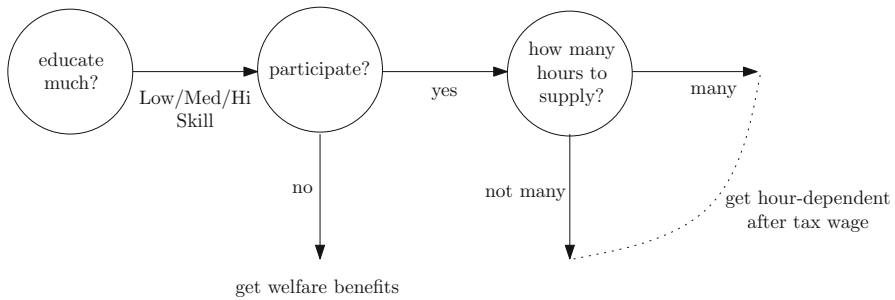 educate
much?
Low/Med/Hi
Skill
participate?
yes
how many
hours to
supply?
many
no
not many
get hour-dependent
after tax wage
get welfare benefits